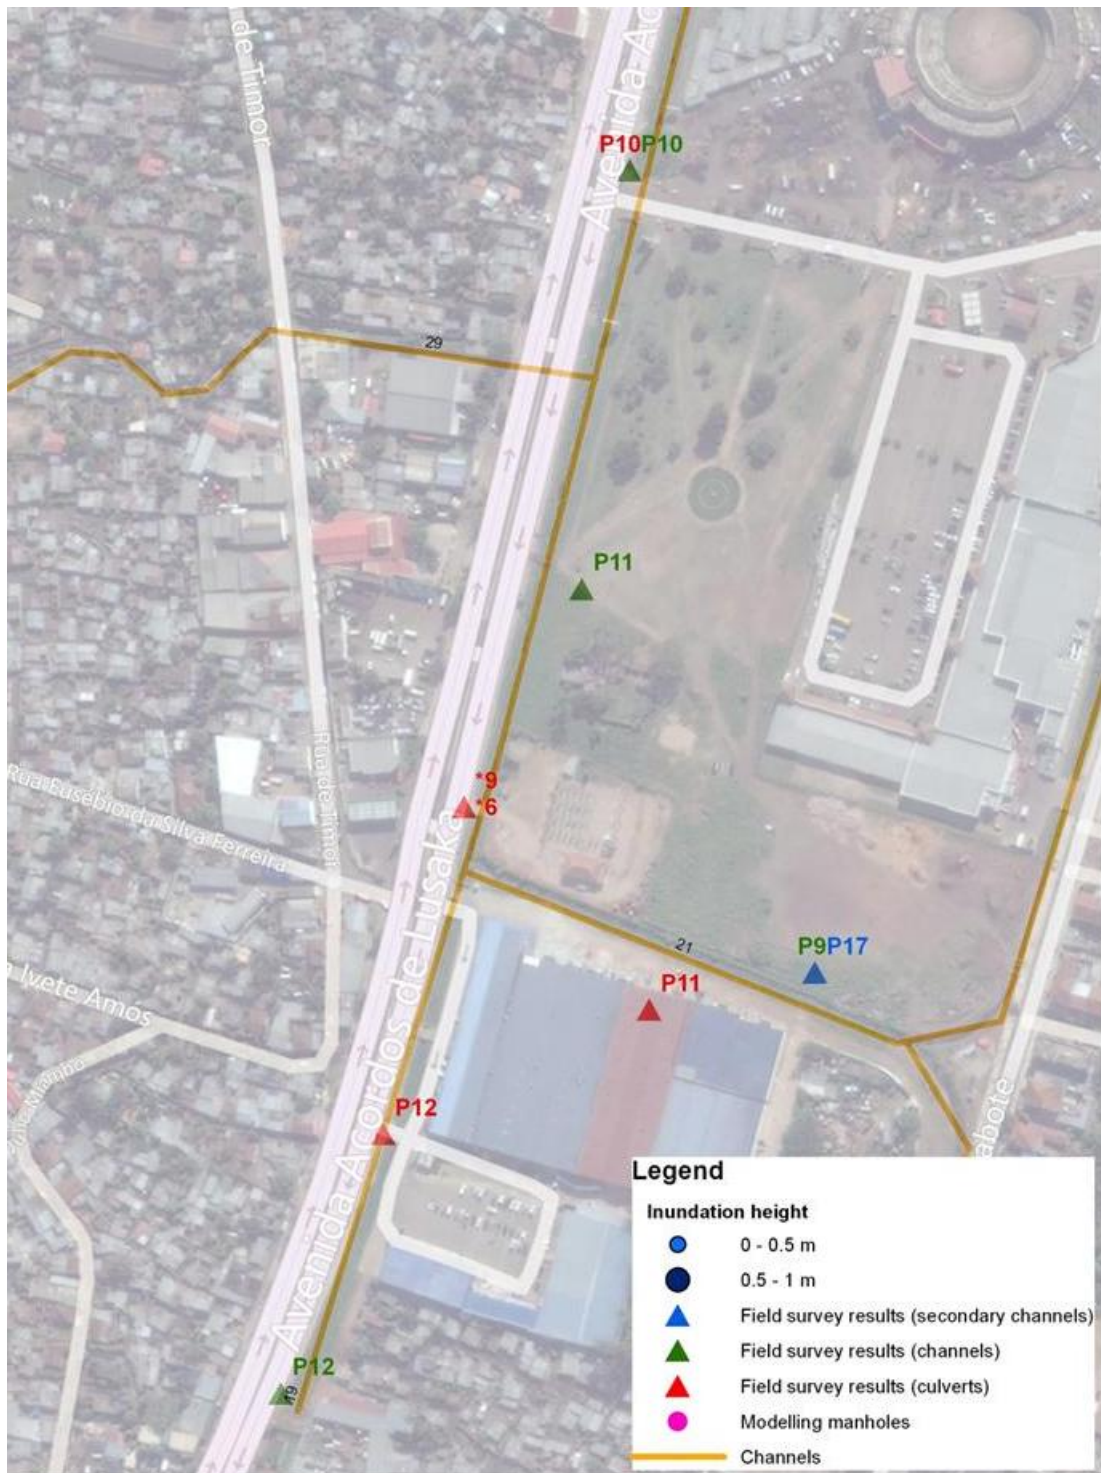 de Timor
Avenida Ac
P10P10
29
P11
Rua de Timor
*9
*6
Rua Eusébio da Silva Ferreira
21
P9P17
P11
Ivete Amos
P12
Avenida Acordos de Lusaka
abote
P12
19
Legend
Inundation height
0 - 0.5 m
0.5 - 1 m
Field survey results (secondary channels)
Field survey results (channels)
Field survey results (culverts)
Modelling manholes
Channels